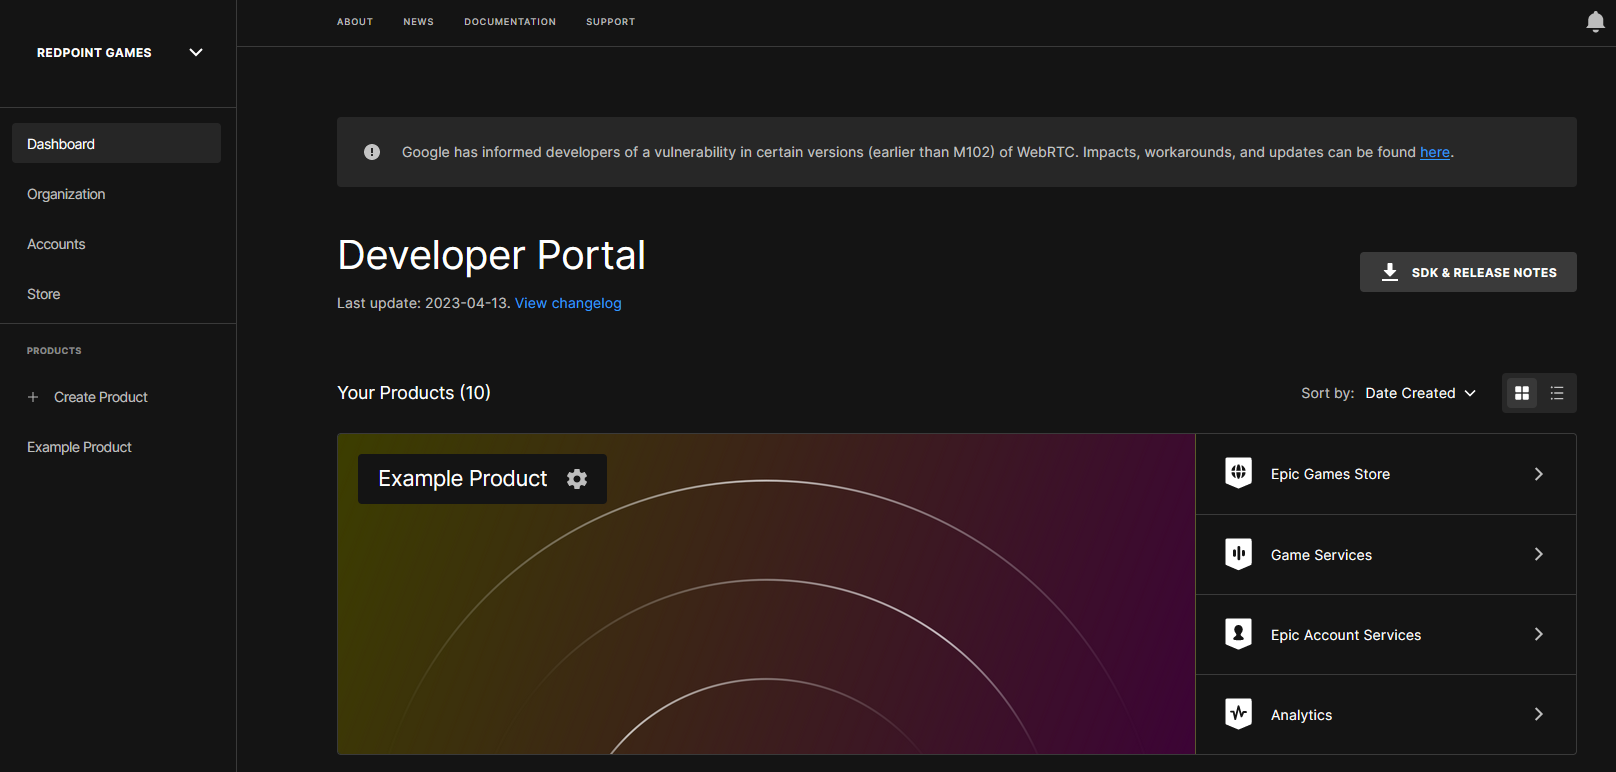 REDPOINT GAMES
ABOUT NEWS DOCUMENTATION SUPPORT
Dashboard
Organization
Accounts
Store
PRODUCTS
+ Create Product
Example Product
Google has informed developers of a vulnerability in certain versions (earlier than M102) of WebRTC. Impacts, workarounds, and updates can be found here.
Developer Portal
Last update: 2023-04-13. View changelog
SDK & RELEASE NOTES
Your Products (10)
Sort by: Date Created
Example Product
Epic Games Store
Game Services
Epic Account Services
Analytics